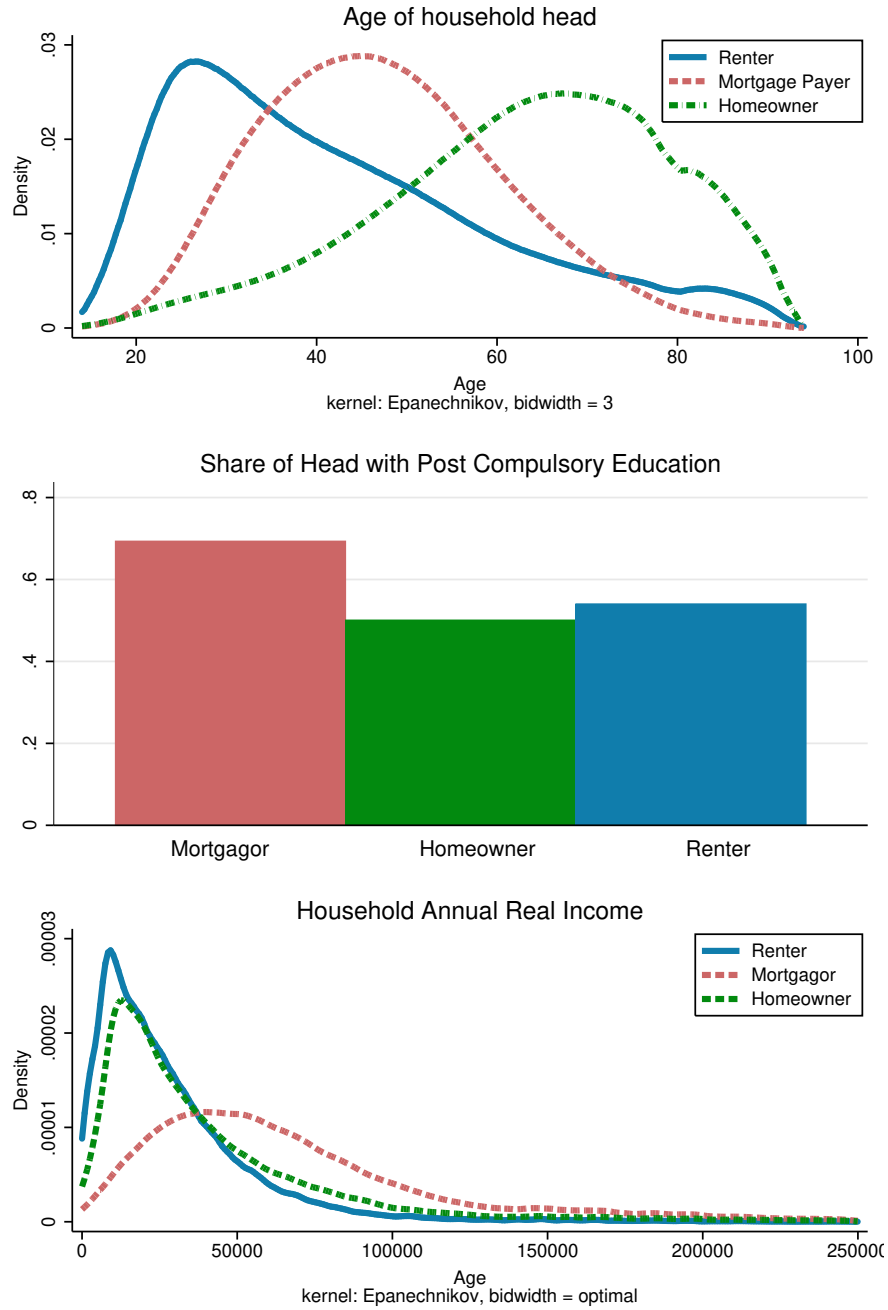 Age of household head
.03
.02
.01
0
Density
Renter
Mortgage Payer
Homeowner
20 40 60 80 100
Age
kernel: Epanechnikov, bidwidth = 3
Share of Head with Post Compulsory Education
.8
.6
.4
.2
0
Mortgagor Homeowner Renter
Household Annual Real Income
.00003
.00002
.00001
0
Density
Renter
Mortgagor
Homeowner
0 50000 100000 150000 200000 250000
Age
kernel: Epanechnikov, bidwidth = optimal